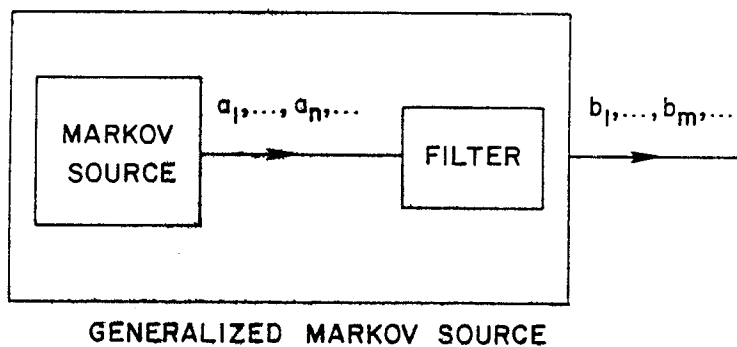 MARKOV
SOURCE
a₁,...,aₙ,...
FILTER
b₁,...,bₘ,...
GENERALIZED MARKOV SOURCE